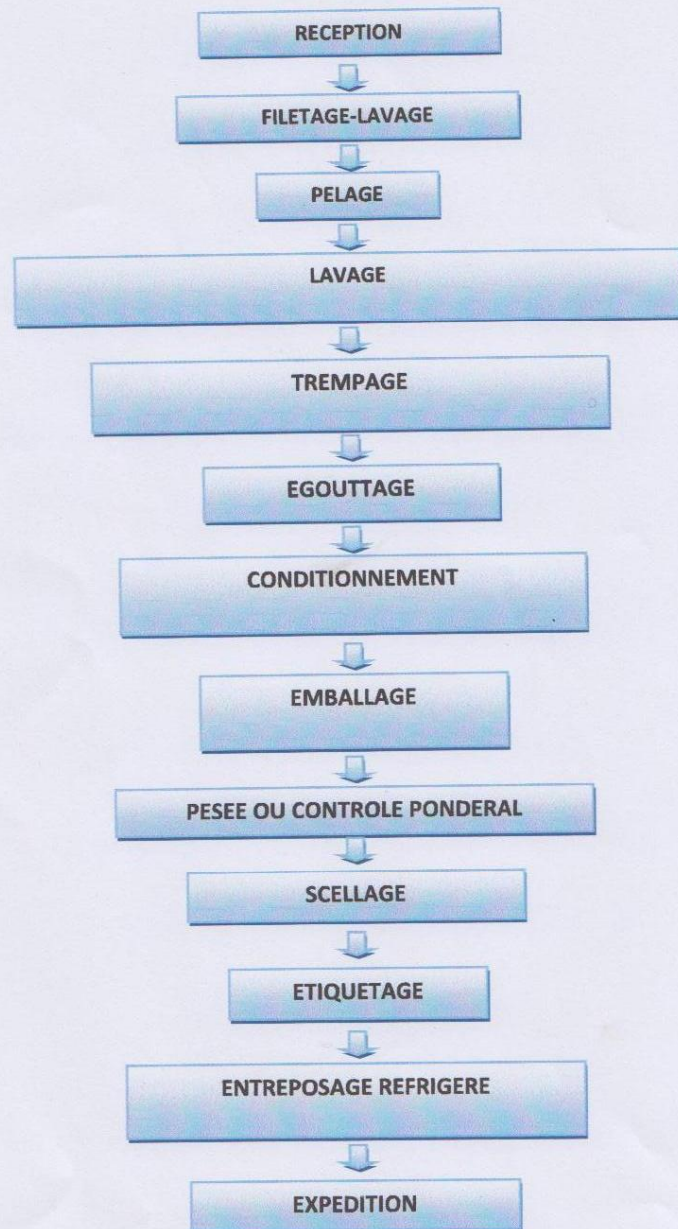 RECEPTION
FILETAGE-LAVAGE
PELAGE
LAVAGE
TREMPAGE
EGOUTTAGE
CONDITIONNEMENT
EMBALLAGE
PESEE OU CONTROLE PONDERAL
SCELLAGE
ETIQUETAGE
ENTREPOSAGE REFRIGERE
EXPEDITION